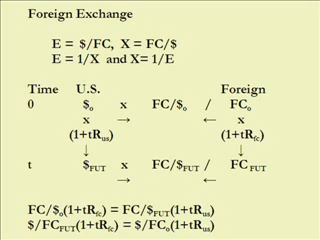 Foreign Exchange
E = $/FC, X = FC/$
E = 1/X and X= 1/E
Time U.S. Foreign
0 $o x FC/$o / FCo
x → ← x
(1+tRus) (1+tRfc)
↓ ↓
t $FUT x FC/$FUT / FC FUT
→ ←
FC/$o(1+tRfc) = FC/$FUT(1+tRus)
$/FCFUT(1+tRfc) = $/FCo(1+tRus)